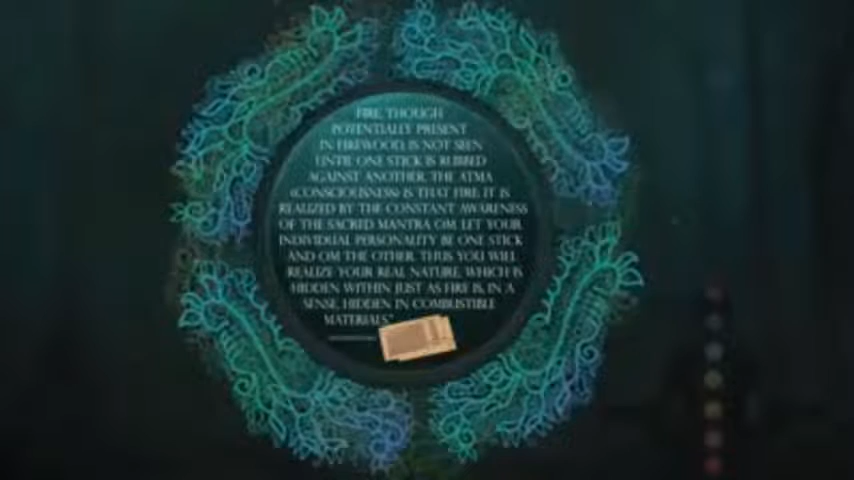 FIRE, THOUGH
POTENTIALLY PRESENT
IN FIREWOOD, IS NOT SEEN
UNTIL ONE STICK IS RUBBED
AGAINST ANOTHER. THE ATMA
(CONSCIOUSNESS) IS THAT FIRE; IT IS
REALIZED BY THE CONSTANT AWARENESS
OF THE SACRED MANTRA OM. LET YOUR
INDIVIDUAL PERSONALITY BE ONE STICK
AND OM THE OTHER. THUS YOU WILL
REALIZE YOUR REAL NATURE, WHICH IS
HIDDEN WITHIN JUST AS FIRE IS, IN A
SENSE, HIDDEN IN COMBUSTIBLE
MATERIALS."